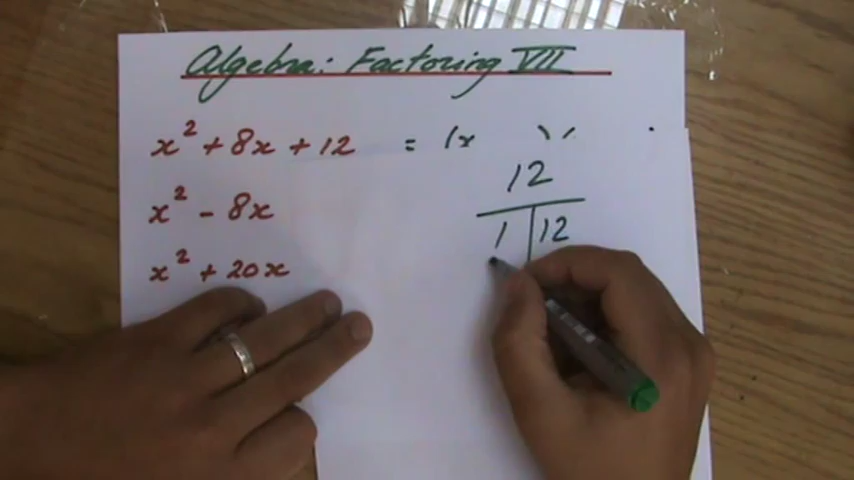 Algebra: Factoring VII
x² + 8x + 12 = (x
12
1 | 12
x² - 8x
x² + 20x